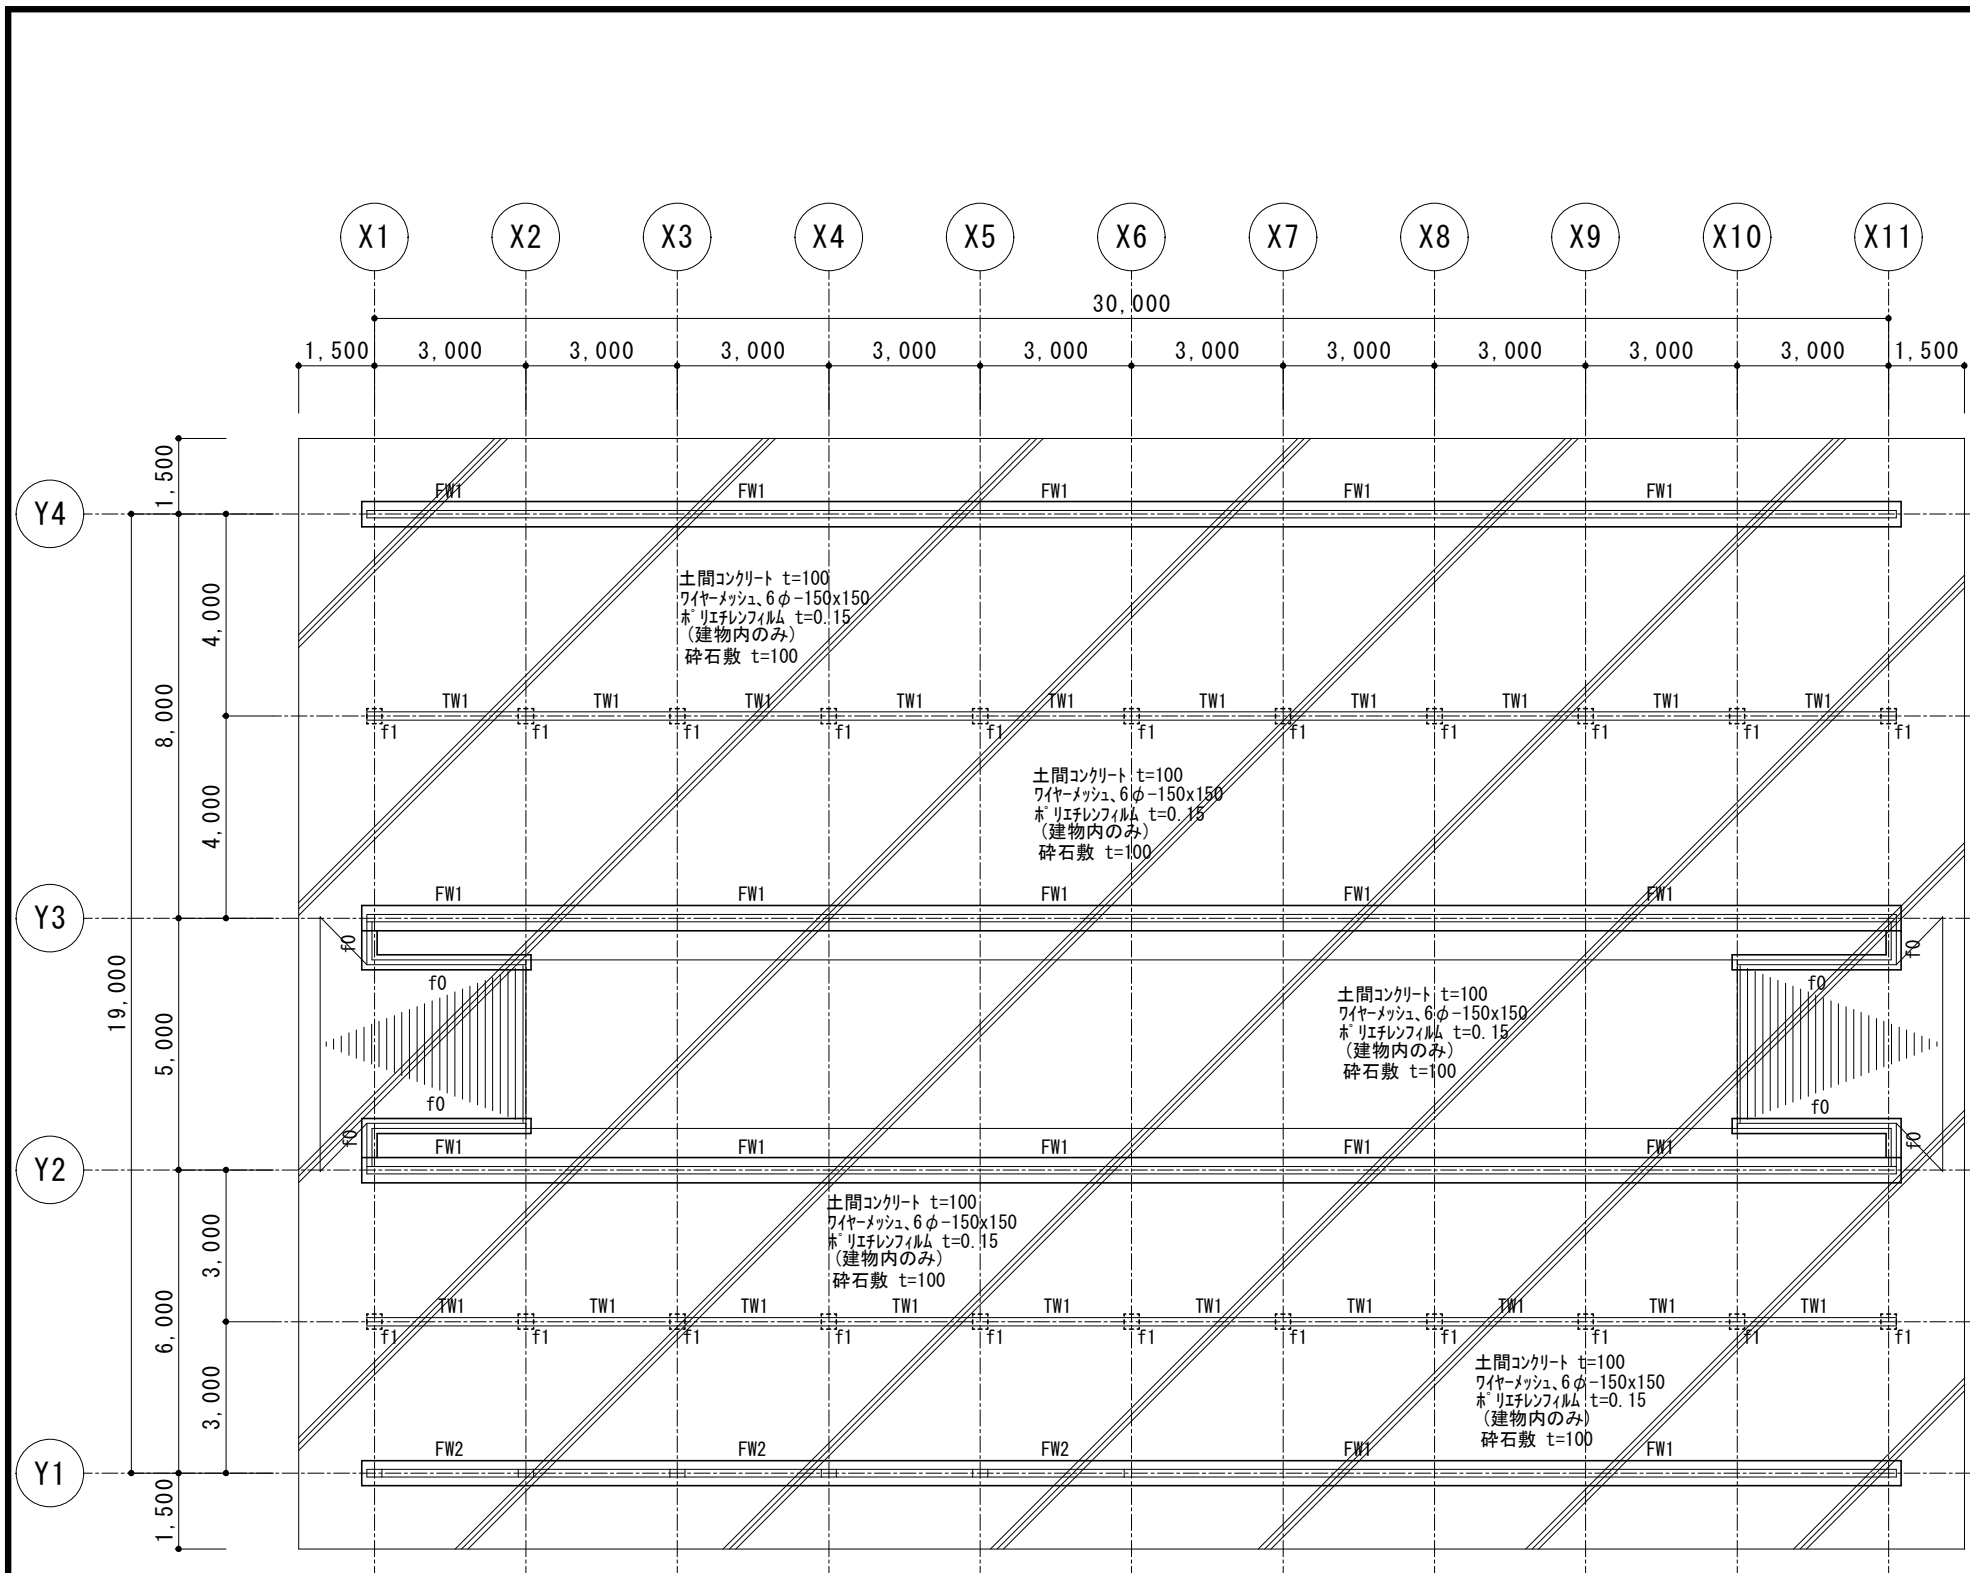 X1 X2 X3 X4 X5 X6 X7 X8 X9 X10 X11
30,000
1,500 3,000 3,000 3,000 3,000 3,000 3,000 3,000 3,000 3,000 3,000 1,500
1,500
FW1 FW1 FW1 FW1 FW1
Y4
4,000
土間コンクリート t=100
ワイヤーメッシュ、6φ-150x150
ポリエチレンフィルム t=0.15
(建物内のみ)
砕石敷 t=100
8,000
TW1 TW1 TW1 TW1 TW1 TW1 TW1 TW1 TW1 TW1
f1 f1 f1 f1 f1 f1 f1 f1 f1 f1 f1
4,000
土間コンクリート t=100
ワイヤーメッシュ、6φ-150x150
ポリエチレンフィルム t=0.15
(建物内のみ)
砕石敷 t=100
FW1 FW1 FW1 FW1 FW1
Y3
f0 f0
f0 f0
19,000
5,000
土間コンクリート t=100
ワイヤーメッシュ、6φ-150x150
ポリエチレンフィルム t=0.15
(建物内のみ)
砕石敷 t=100
f0 f0
f0 f0
FW1 FW1 FW1 FW1 FW1
Y2
3,000
土間コンクリート t=100
ワイヤーメッシュ、6φ-150x150
ポリエチレンフィルム t=0.15
(建物内のみ)
砕石敷 t=100
6,000
TW1 TW1 TW1 TW1 TW1 TW1 TW1 TW1 TW1 TW1
f1 f1 f1 f1 f1 f1 f1 f1 f1 f1 f1
3,000
土間コンクリート t=100
ワイヤーメッシュ、6φ-150x150
ポリエチレンフィルム t=0.15
(建物内のみ)
砕石敷 t=100
FW2 FW2 FW2 FW1 FW1
Y1
1,500